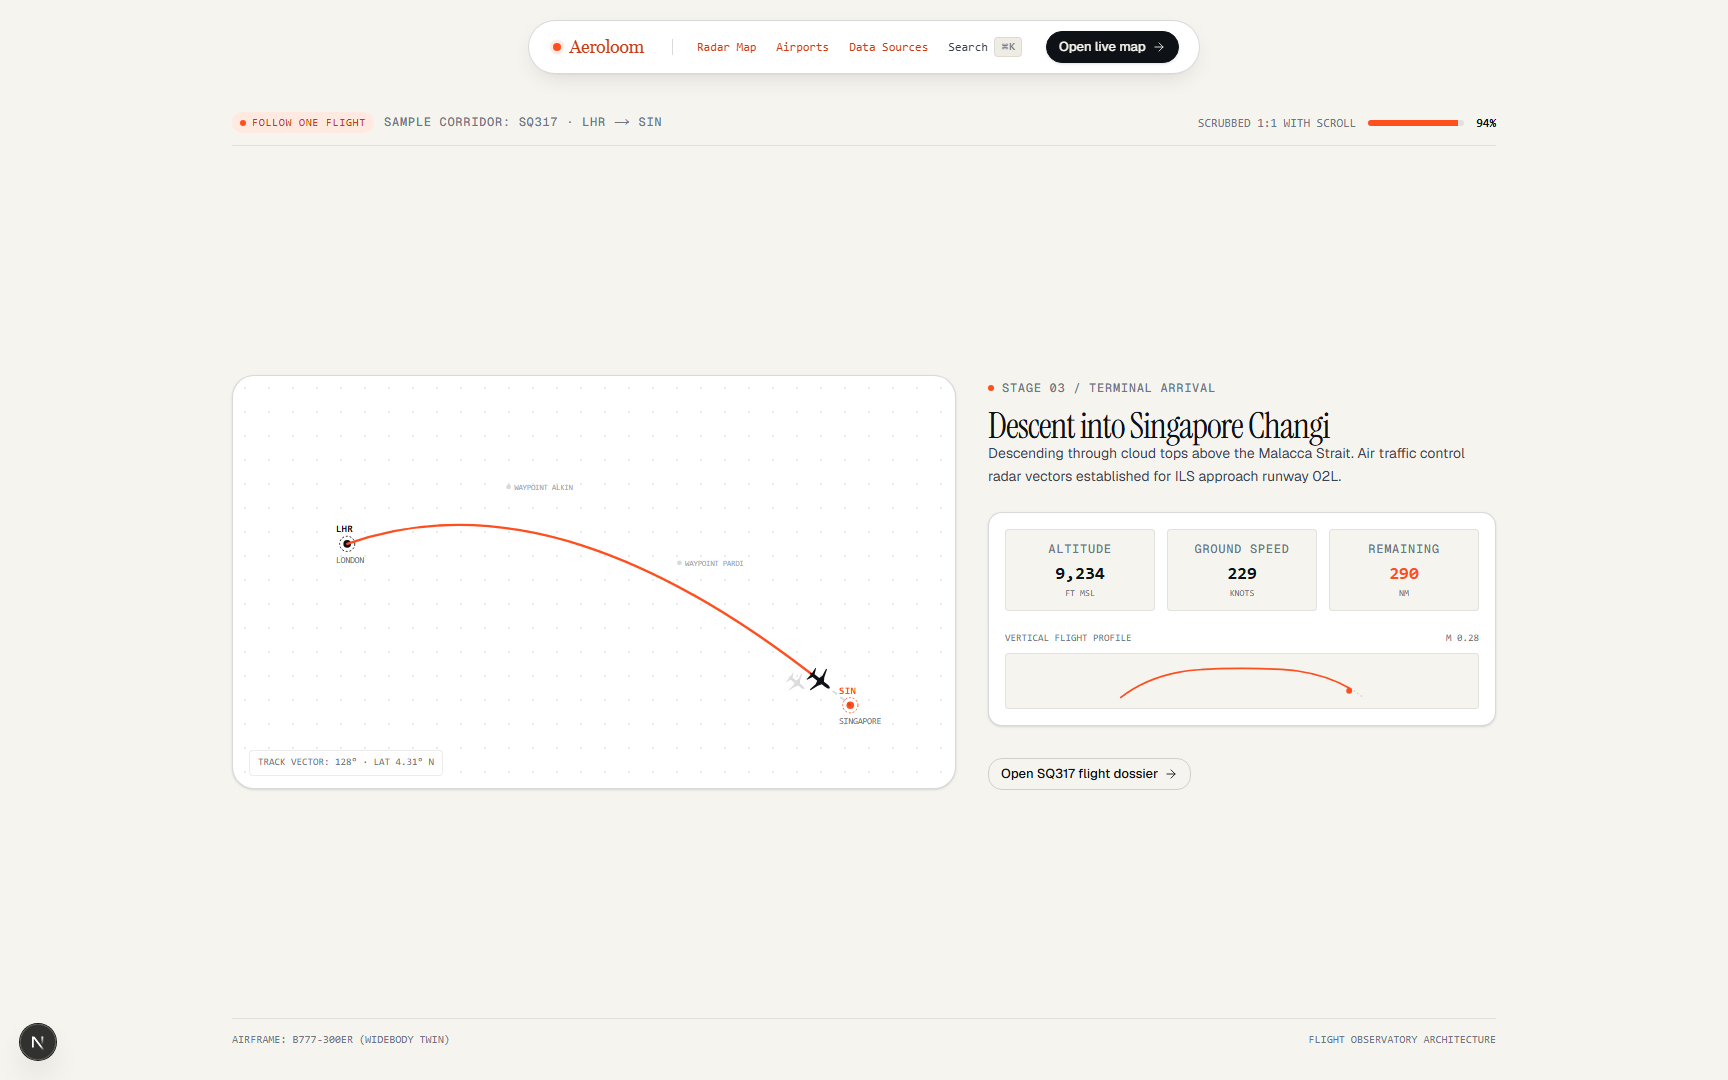 Aeroloom
Radar Map
Airports
Data Sources
Search ⌘K
Open live map →
FOLLOW ONE FLIGHT
SAMPLE CORRIDOR: SQ317 · LHR → SIN
SCRUBBED 1:1 WITH SCROLL
94%
WAYPOINT ALKIN
LHR
LONDON
WAYPOINT PARDI
SIN
SINGAPORE
TRACK VECTOR: 128° · LAT 4.31° N
STAGE 03 / TERMINAL ARRIVAL
Descent into Singapore Changi
Descending through cloud tops above the Malacca Strait. Air traffic control
radar vectors established for ILS approach runway 02L.
ALTITUDE
9,234
FT MSL
GROUND SPEED
229
KNOTS
REMAINING
290
NM
VERTICAL FLIGHT PROFILE
M 0.28
Open SQ317 flight dossier →
AIRFRAME: B777-300ER (WIDEBODY TWIN)
FLIGHT OBSERVATORY ARCHITECTURE
N